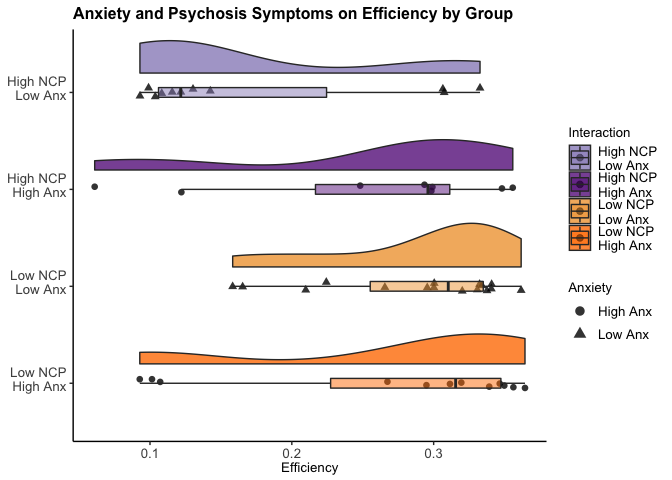 Anxiety and Psychosis Symptoms on Efficiency by Group
High NCP
Low Anx
High NCP
High Anx
Low NCP
Low Anx
Low NCP
High Anx
0.1
0.2
0.3
Efficiency
Interaction
High NCP
Low Anx
High NCP
High Anx
Low NCP
Low Anx
Low NCP
High Anx
Anxiety
High Anx
Low Anx